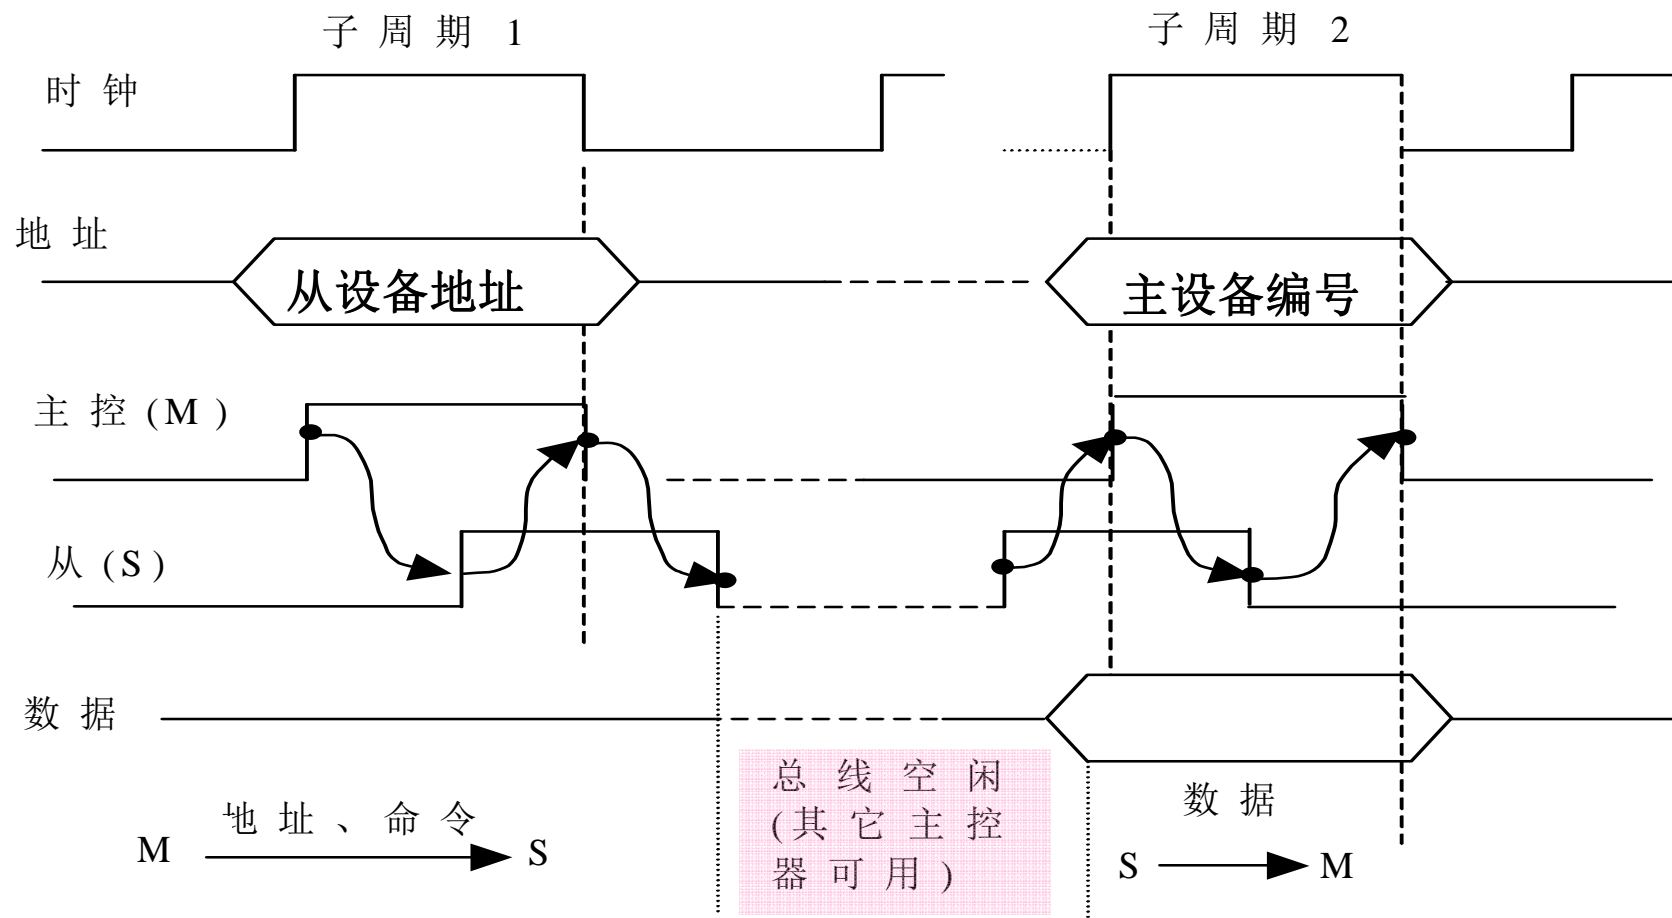 子周期 1
子周期 2
时钟
地址
从设备地址
主设备编号
主控(M)
从(S)
数据
总线空闲
(其它主控
器可用)
数据
地址、命令
M
S
S
M